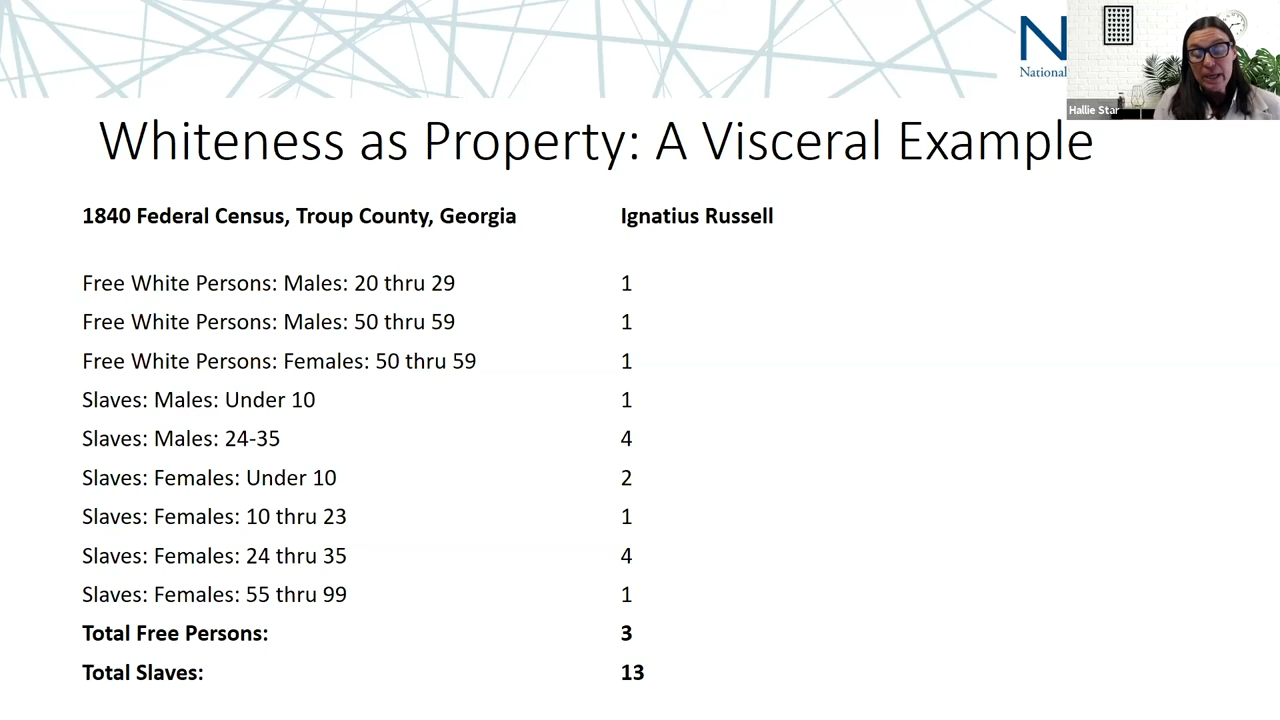 N
National
Hallie Star
Whiteness as Property: A Visceral Example
1840 Federal Census, Troup County, Georgia Ignatius Russell
Free White Persons: Males: 20 thru 29 1
Free White Persons: Males: 50 thru 59 1
Free White Persons: Females: 50 thru 59 1
Slaves: Males: Under 10 1
Slaves: Males: 24-35 4
Slaves: Females: Under 10 2
Slaves: Females: 10 thru 23 1
Slaves: Females: 24 thru 35 4
Slaves: Females: 55 thru 99 1
Total Free Persons: 3
Total Slaves: 13